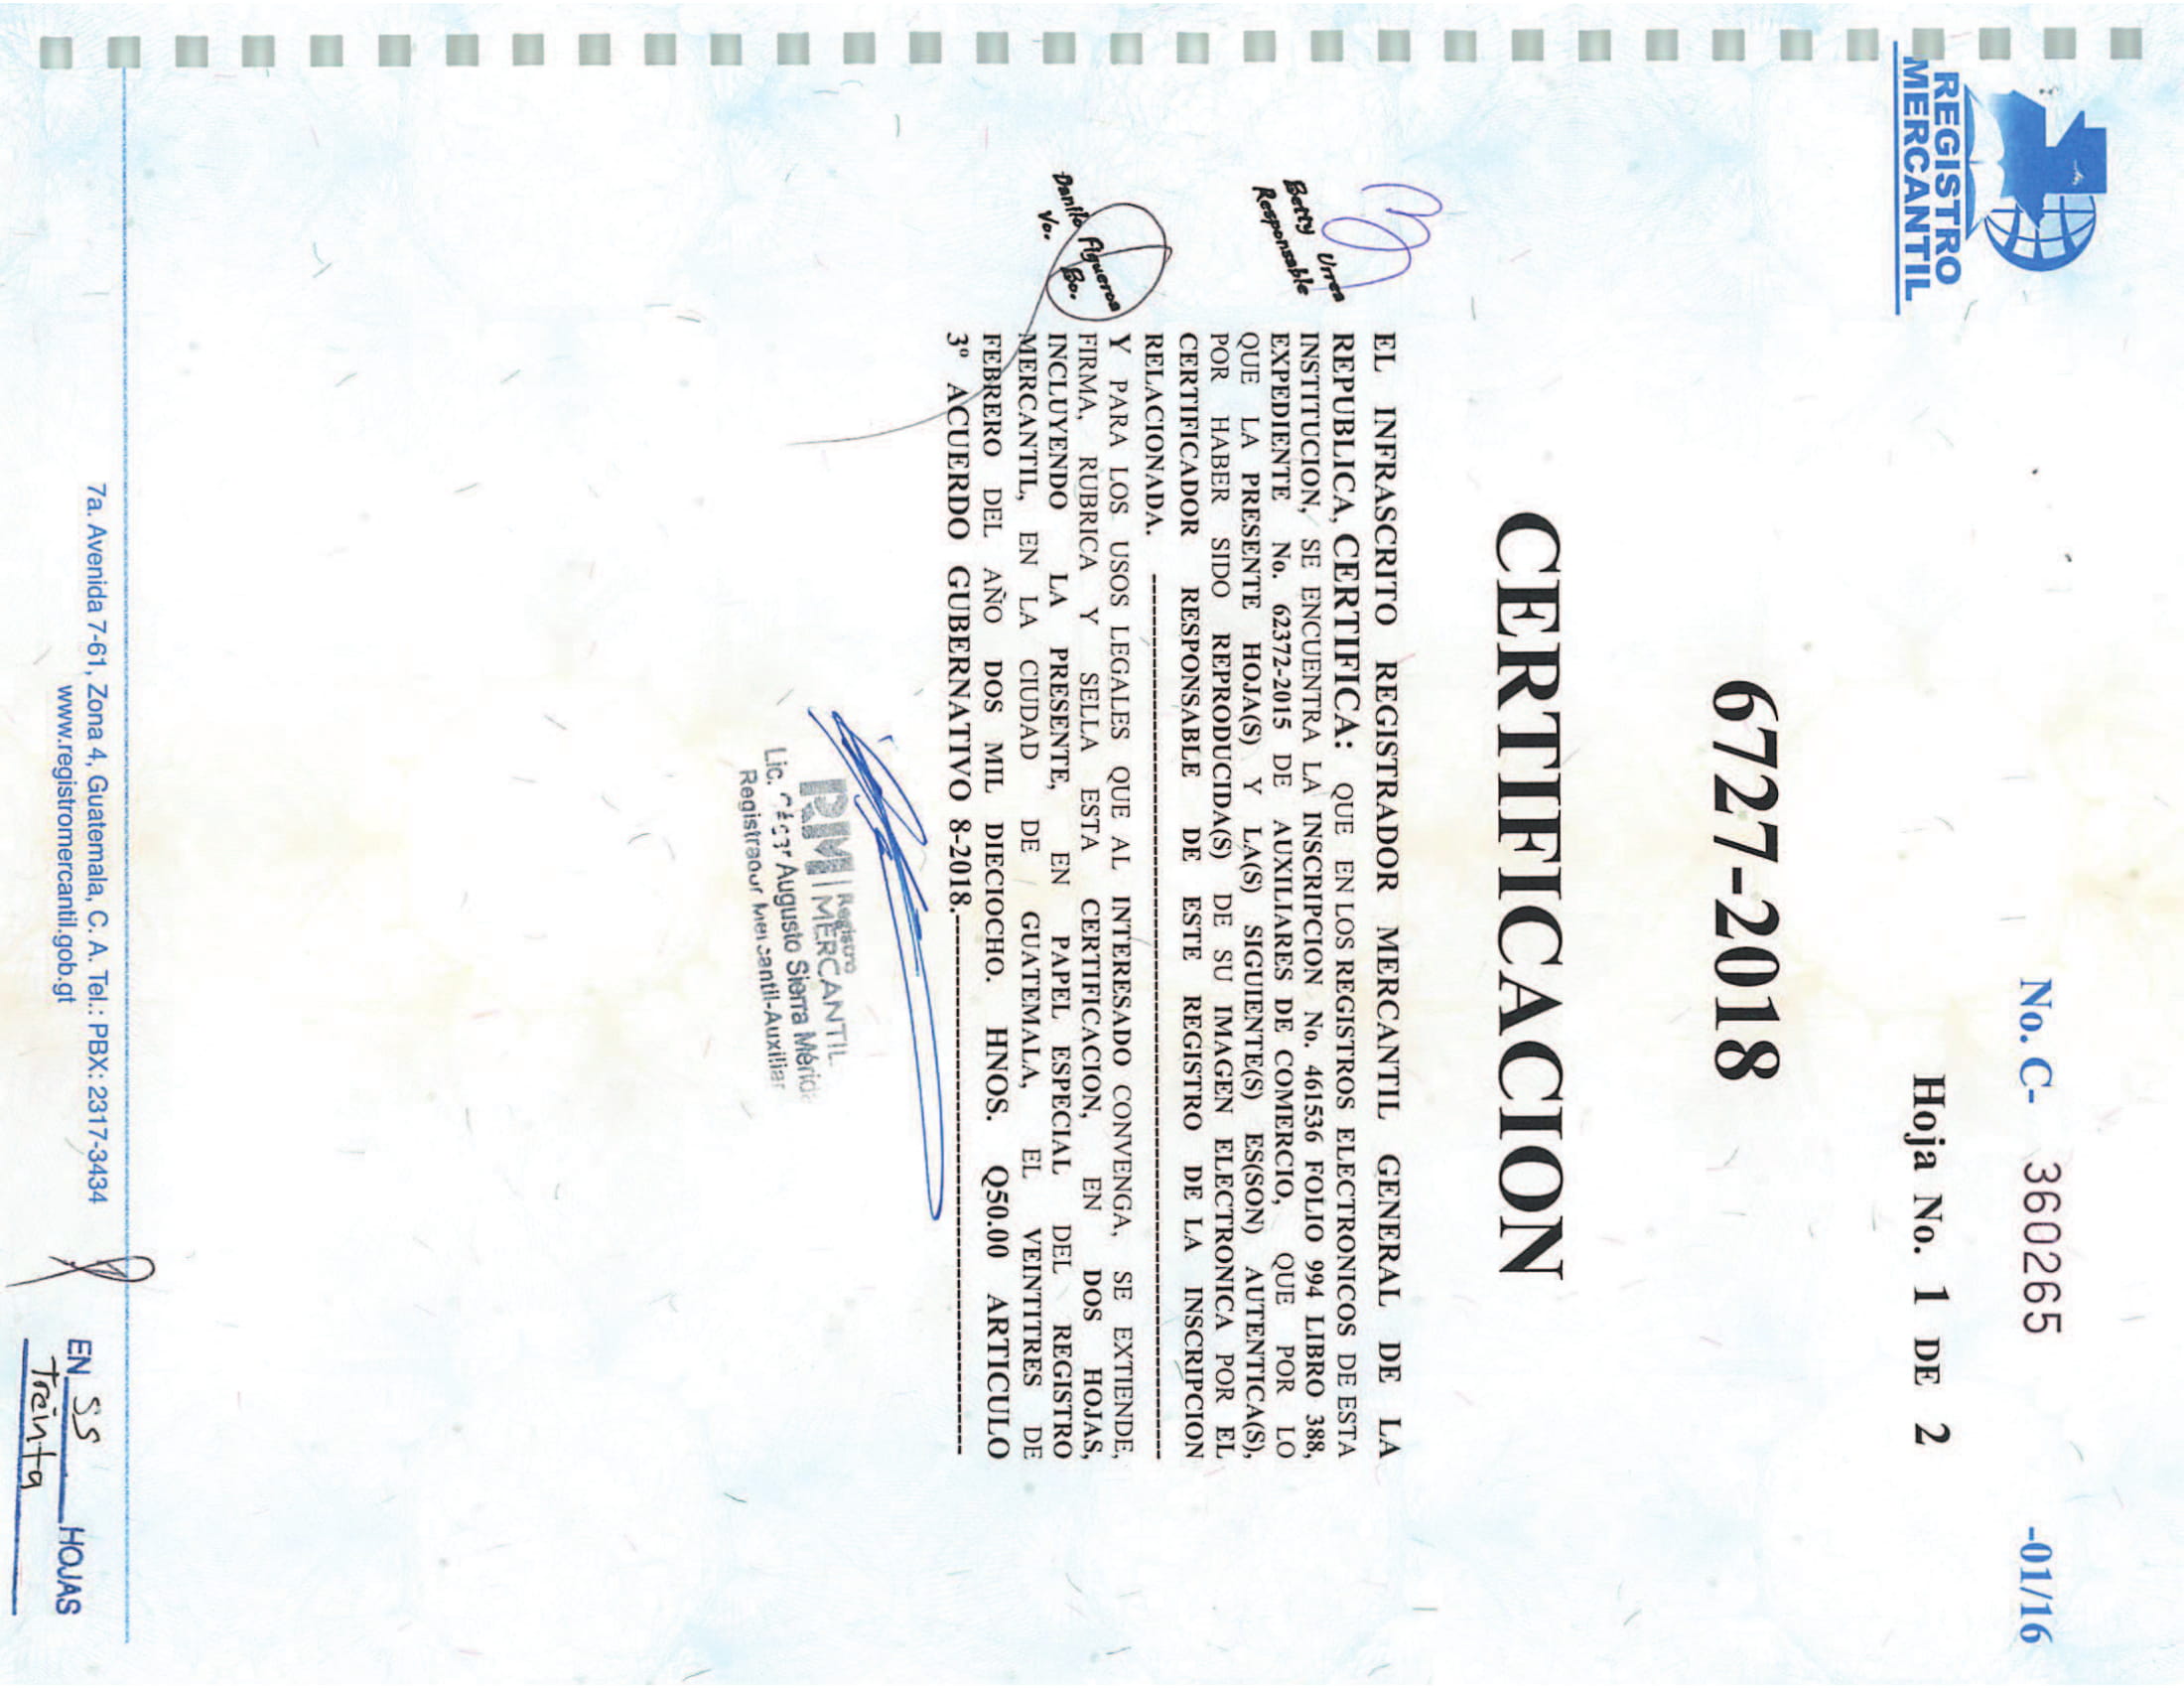 REGISTRO
MERCANTIL
No. C- 360265 -01/16
Hoja No. 1 DE 2
6727-2018
CERTIFICACION
EL INFRASCRITO REGISTRADOR MERCANTIL GENERAL DE LA
REPUBLICA, CERTIFICA: QUE EN LOS REGISTROS ELECTRONICOS DE ESTA
INSTITUCION, SE ENCUENTRA LA INSCRIPCION No. 461536 FOLIO 994 LIBRO 388,
EXPEDIENTE No. 62372-2015 DE AUXILIARES DE COMERCIO, QUE POR LO
QUE LA PRESENTE HOJA(S) Y LA(S) SIGUIENTE(S) ES(SON) AUTENTICA(S),
POR HABER SIDO REPRODUCIDA(S) DE SU IMAGEN ELECTRONICA POR EL
CERTIFICADOR RESPONSABLE DE ESTE REGISTRO DE LA INSCRIPCION
RELACIONADA.
Y PARA LOS USOS LEGALES QUE AL INTERESADO CONVENGA, SE EXTIENDE,
FIRMA, RUBRICA Y SELLA ESTA CERTIFICACION, EN DOS HOJAS,
INCLUYENDO LA PRESENTE, EN PAPEL ESPECIAL DEL REGISTRO
MERCANTIL, EN LA CIUDAD DE GUATEMALA, EL VEINTITRES DE
FEBRERO DEL AÑO DOS MIL DIECIOCHO. HNOS. Q50.00 ARTICULO
3º ACUERDO GUBERNATIVO 8-2018.
Betty Urrea
Responsable
Danilo Figueroa
Vo. Bo.
RM Registro
MERCANTIL
Lic. César Augusto Sierra Mérida
Registrador Mercantil-Auxiliar
7a. Avenida 7-61, Zona 4, Guatemala, C. A. Tel.: PBX: 2317-3434
www.registromercantil.gob.gt
EN 55 HOJAS
Treinta